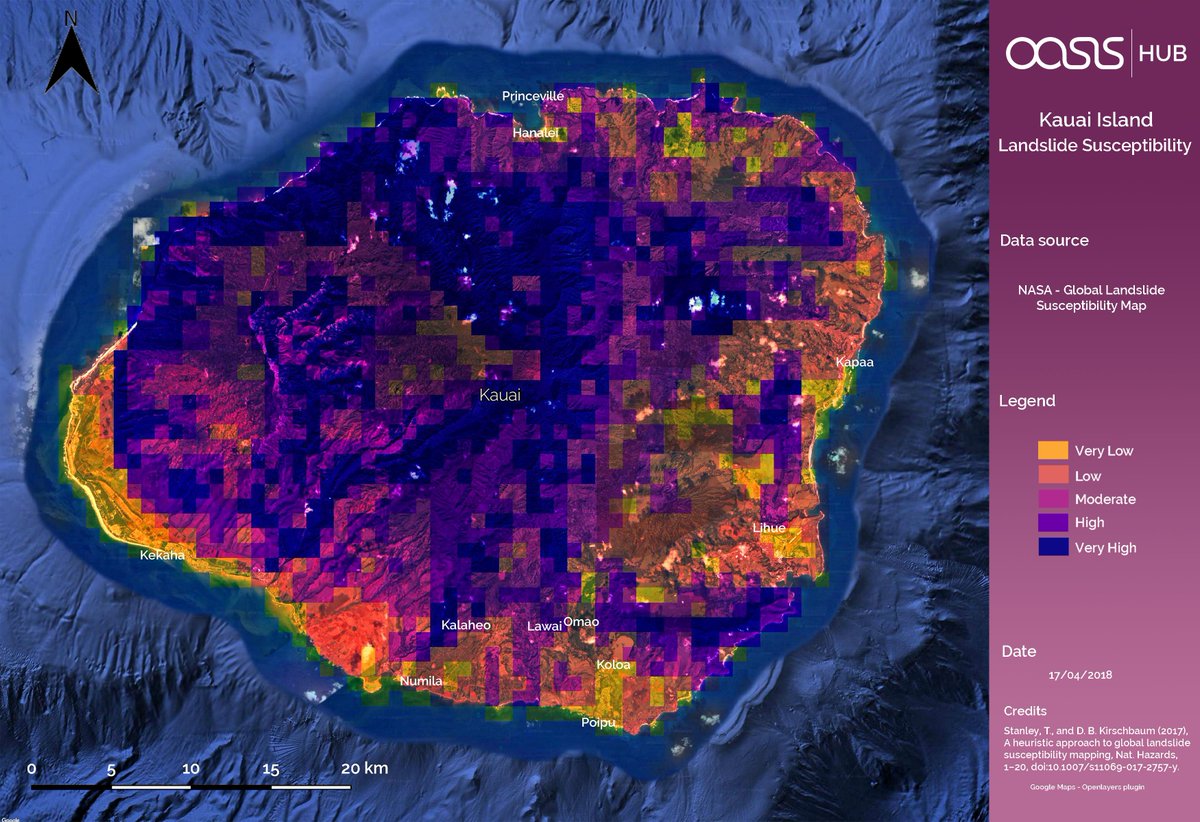 N
Princeville
Hanalei
Kapaa
Kauai
Lihue
Kekaha
Kalaheo
Lawai
Omao
Koloa
Numila
Poipu
0 5 10 15 20 km
Google
OASIS HUB
Kauai Island
Landslide Susceptibility
Data source
NASA - Global Landslide
Susceptibility Map
Legend
Very Low
Low
Moderate
High
Very High
Date
17/04/2018
Credits
Stanley, T., and D. B. Kirschbaum (2017),
A heuristic approach to global landslide
susceptibility mapping, Nat. Hazards,
1–20, doi:10.1007/s11069-017-2757-y.
Google Maps - Openlayers plugin